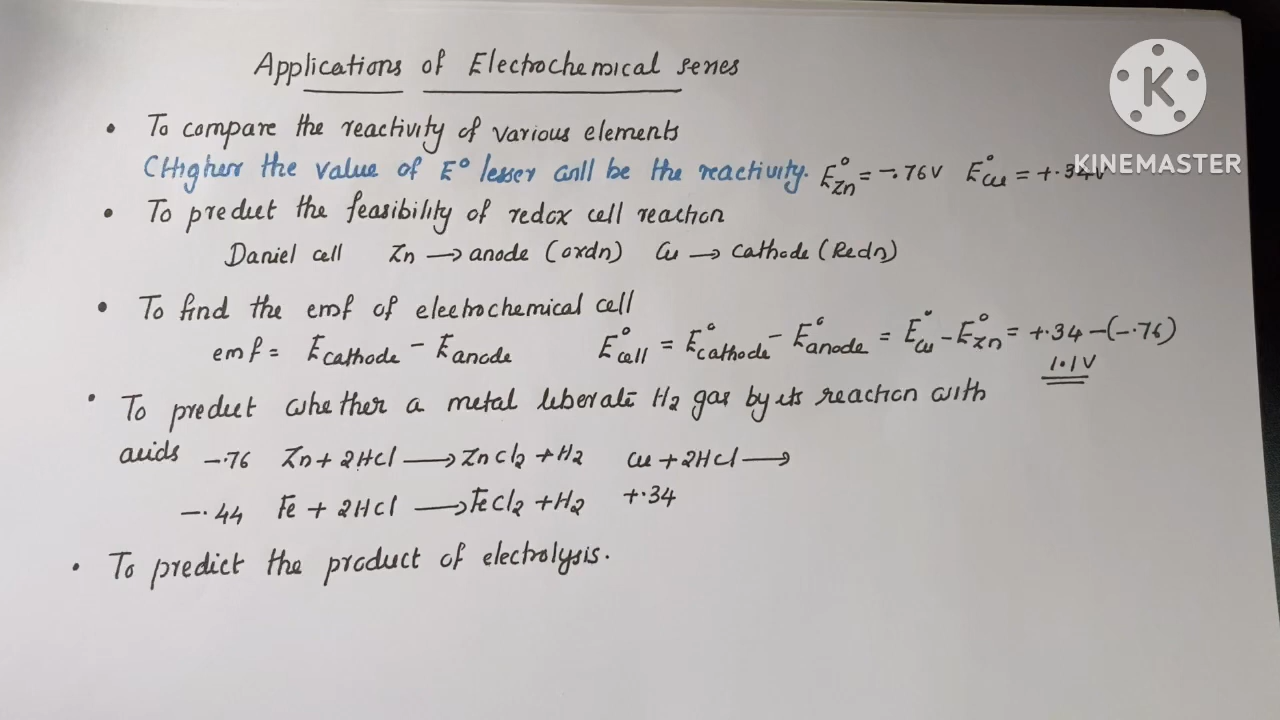 Applications of Electrochemical series
K
KINEMASTER
• To compare the reactivity of various elements
(Higher the value of E° lesser will be the reactivity. E°Zn = -.76V E°Cu = +.34V
• To predict the feasibility of redox cell reaction
Daniel cell Zn → anode (oxdn) Cu → cathode (Redn)
• To find the emf of electrochemical cell
emf = Ecathode - Eanode E°cell = E°cathode - E°anode = E°Cu - E°Zn = +.34 - (-.76)
1.1V
• To predict whether a metal liberate H2 gas by its reaction with
acids -.76 Zn + 2HCl → ZnCl2 + H2 Cu + 2HCl →
-.44 Fe + 2HCl → FeCl2 + H2 +.34
• To predict the product of electrolysis.